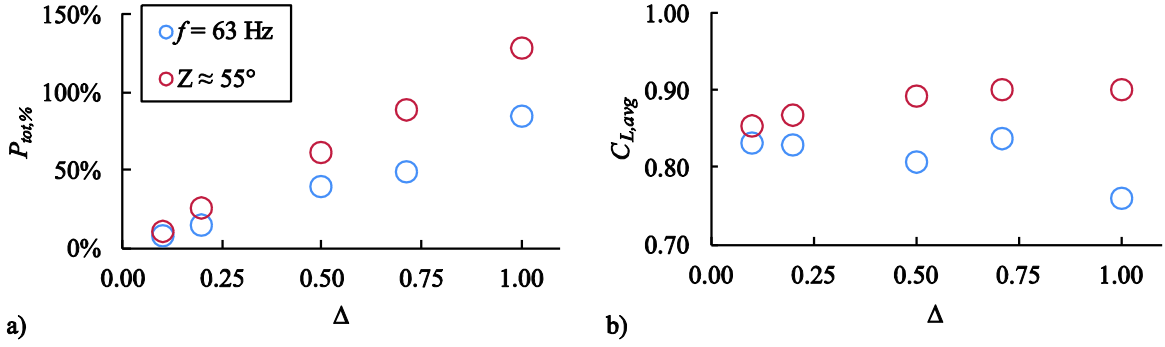 150%
100%
50%
0%
P_tot,%
f = 63 Hz
Z ≈ 55°
0.00 0.25 0.50 0.75 1.00
Δ
a)
1.00
0.90
0.80
0.70
C_L,avg
0.00 0.25 0.50 0.75 1.00
Δ
b)